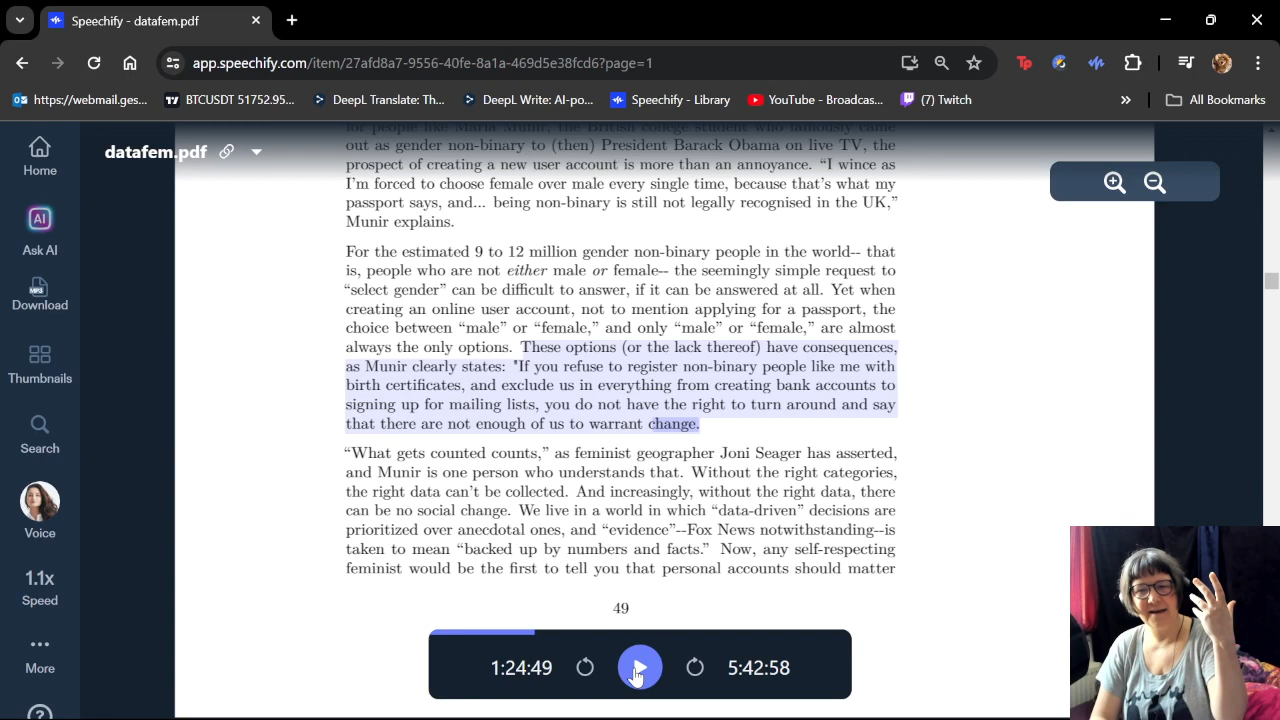 Speechify - datafem.pdf
app.speechify.com/item/27afd8a7-9556-40fe-8a1a-469d5e38fcd6?page=1
https://webmail.ges...
BTCUSDT 51752.95...
DeepL Translate: Th...
DeepL Write: AI-po...
Speechify - Library
YouTube - Broadcas...
(7) Twitch
All Bookmarks
Home
AI
Ask AI
MP3
Download
Thumbnails
Search
Voice
1.1x
Speed
More
datafem.pdf
for people like Maria Munir, the British college student who famously came
out as gender non-binary to (then) President Barack Obama on live TV, the
prospect of creating a new user account is more than an annoyance. “I wince as
I’m forced to choose female over male every single time, because that’s what my
passport says, and... being non-binary is still not legally recognised in the UK,”
Munir explains.
For the estimated 9 to 12 million gender non-binary people in the world-- that
is, people who are not either male or female-- the seemingly simple request to
“select gender” can be difficult to answer, if it can be answered at all. Yet when
creating an online user account, not to mention applying for a passport, the
choice between “male” or “female,” and only “male” or “female,” are almost
always the only options. These options (or the lack thereof) have consequences,
as Munir clearly states: "If you refuse to register non-binary people like me with
birth certificates, and exclude us in everything from creating bank accounts to
signing up for mailing lists, you do not have the right to turn around and say
that there are not enough of us to warrant change.
“What gets counted counts,” as feminist geographer Joni Seager has asserted,
and Munir is one person who understands that. Without the right categories,
the right data can’t be collected. And increasingly, without the right data, there
can be no social change. We live in a world in which “data-driven” decisions are
prioritized over anecdotal ones, and “evidence”--Fox News notwithstanding--is
taken to mean “backed up by numbers and facts.” Now, any self-respecting
feminist would be the first to tell you that personal accounts should matter
49
1:24:49
5:42:58